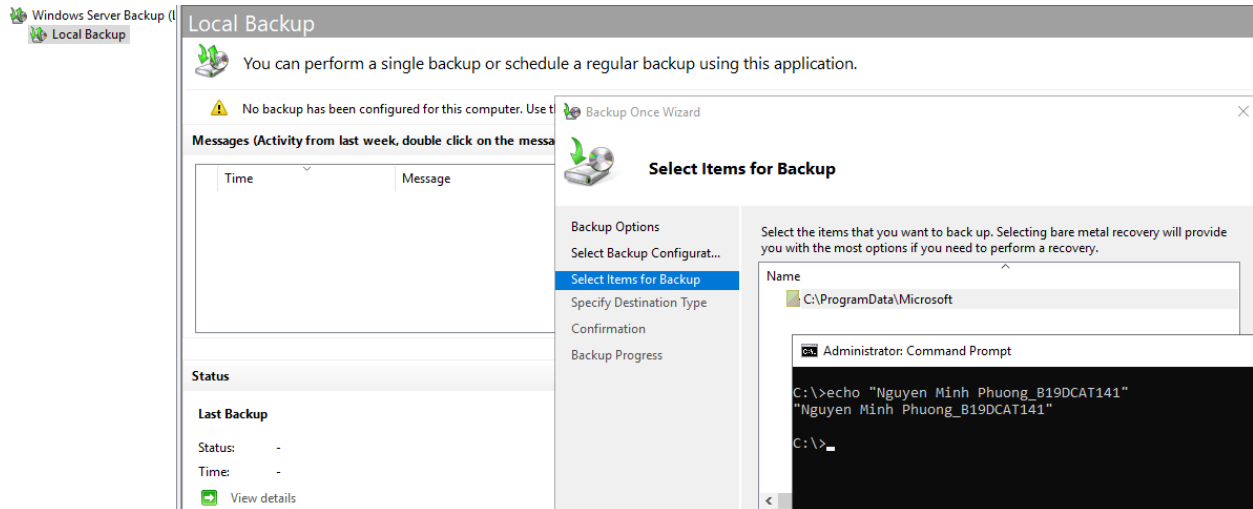 Windows Server Backup (L
Local Backup
Local Backup
You can perform a single backup or schedule a regular backup using this application.
No backup has been configured for this computer. Use th
Messages (Activity from last week, double click on the messa
Time
Message
Status
Last Backup
Status: -
Time: -
View details
Backup Once Wizard
Select Items for Backup
Backup Options
Select Backup Configurat...
Select Items for Backup
Specify Destination Type
Confirmation
Backup Progress
Select the items that you want to back up. Selecting bare metal recovery will provide
you with the most options if you need to perform a recovery.
Name
C:\ProgramData\Microsoft
Administrator: Command Prompt
C:\>echo "Nguyen Minh Phuong_B19DCAT141"
"Nguyen Minh Phuong_B19DCAT141"
C:\>